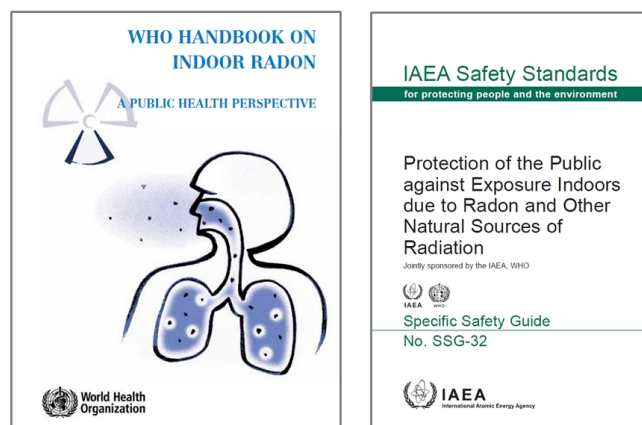 WHO HANDBOOK ON
INDOOR RADON
A PUBLIC HEALTH PERSPECTIVE
World Health
Organization
IAEA Safety Standards
for protecting people and the environment
Protection of the Public
against Exposure Indoors
due to Radon and Other
Natural Sources of
Radiation
Jointly sponsored by the IAEA, WHO
IAEA WHO
Specific Safety Guide
No. SSG-32
IAEA
International Atomic Energy Agency